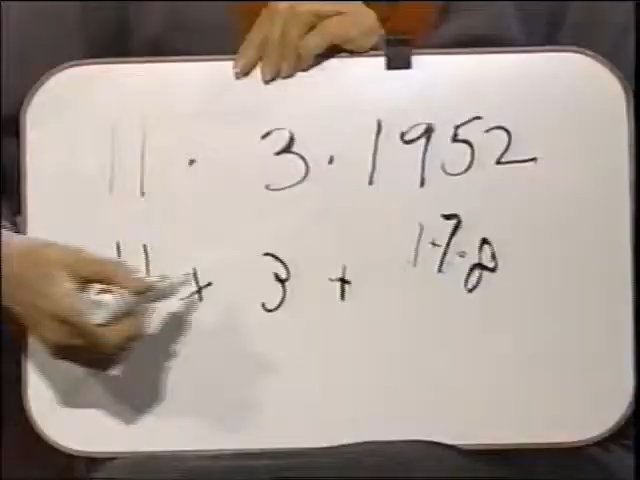 11 · 3 · 1952
11 + 3 + 1+7=8